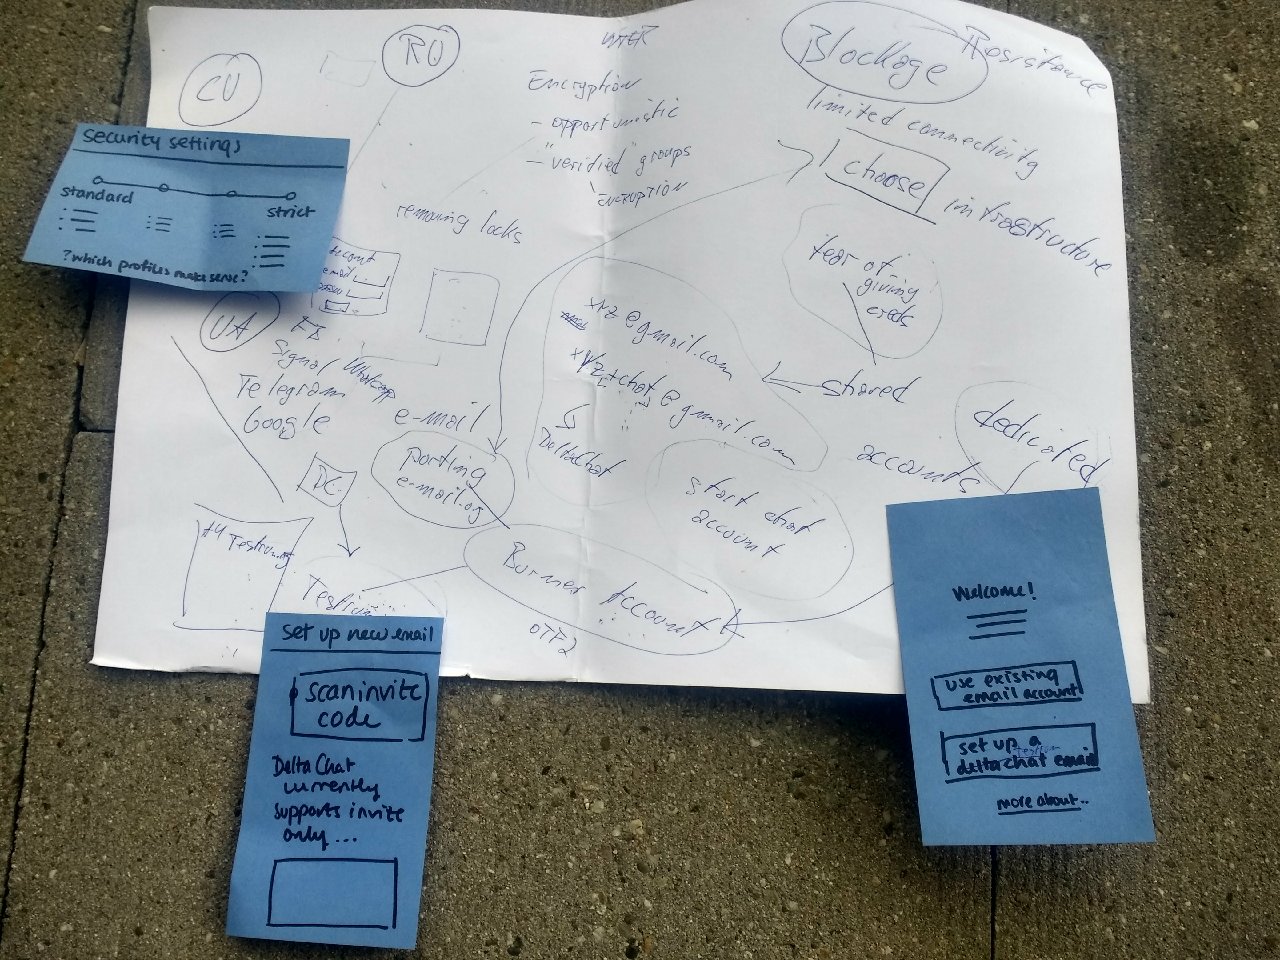 CU
RU
UA
Encryption
- opportunistic
- "verified" groups
Encryption
Blockage
Resistance
limited connectivity
choose
infrastructure
fear of
giving
creds
removing locks
security settings
standard
strict
? which profiles make sense?
Signal
Whatsapp
Telegram
Google
e-mail
porting
e-mail.og
DC
xyz@gmail.com
xyz+chat@gmail.com
DeltaChat
shared
dedicated
accounts
start chat
account
Burner Account
OTF2
Testing
set up new email
scan invite
code
Delta Chat
currently
supports invite
only...
Welcome!
use existing
email account
set up a
deltachat email
more about..